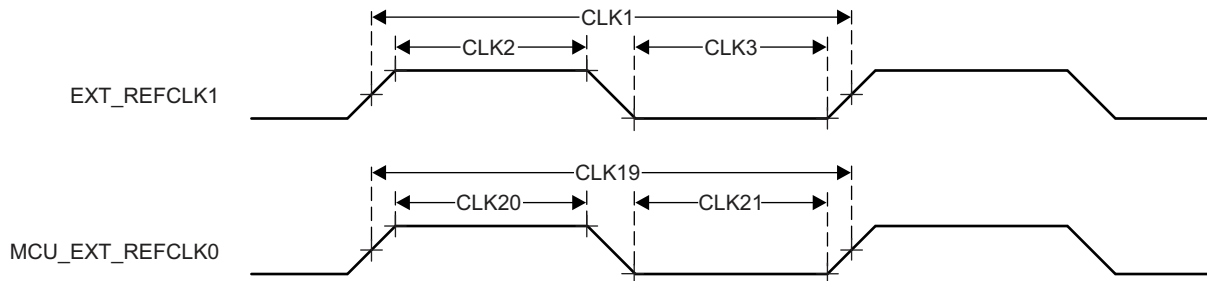 CLK1
CLK2
CLK3
EXT_REFCLK1
CLK19
CLK20
CLK21
MCU_EXT_REFCLK0